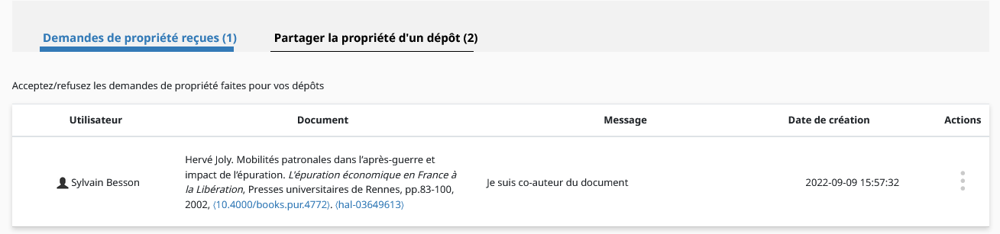 Demandes de propriété reçues (1)
Partager la propriété d'un dépôt (2)
Acceptez/refusez les demandes de propriété faites pour vos dépôts
Utilisateur
Document
Message
Date de création
Actions
Sylvain Besson
Hervé Joly. Mobilités patronales dans l’après-guerre et
impact de l’épuration. L’épuration économique en France à
la Libération, Presses universitaires de Rennes, pp.83-100,
2002, ⟨10.4000/books.pur.4772⟩. ⟨hal-03649613⟩
Je suis co-auteur du document
2022-09-09 15:57:32